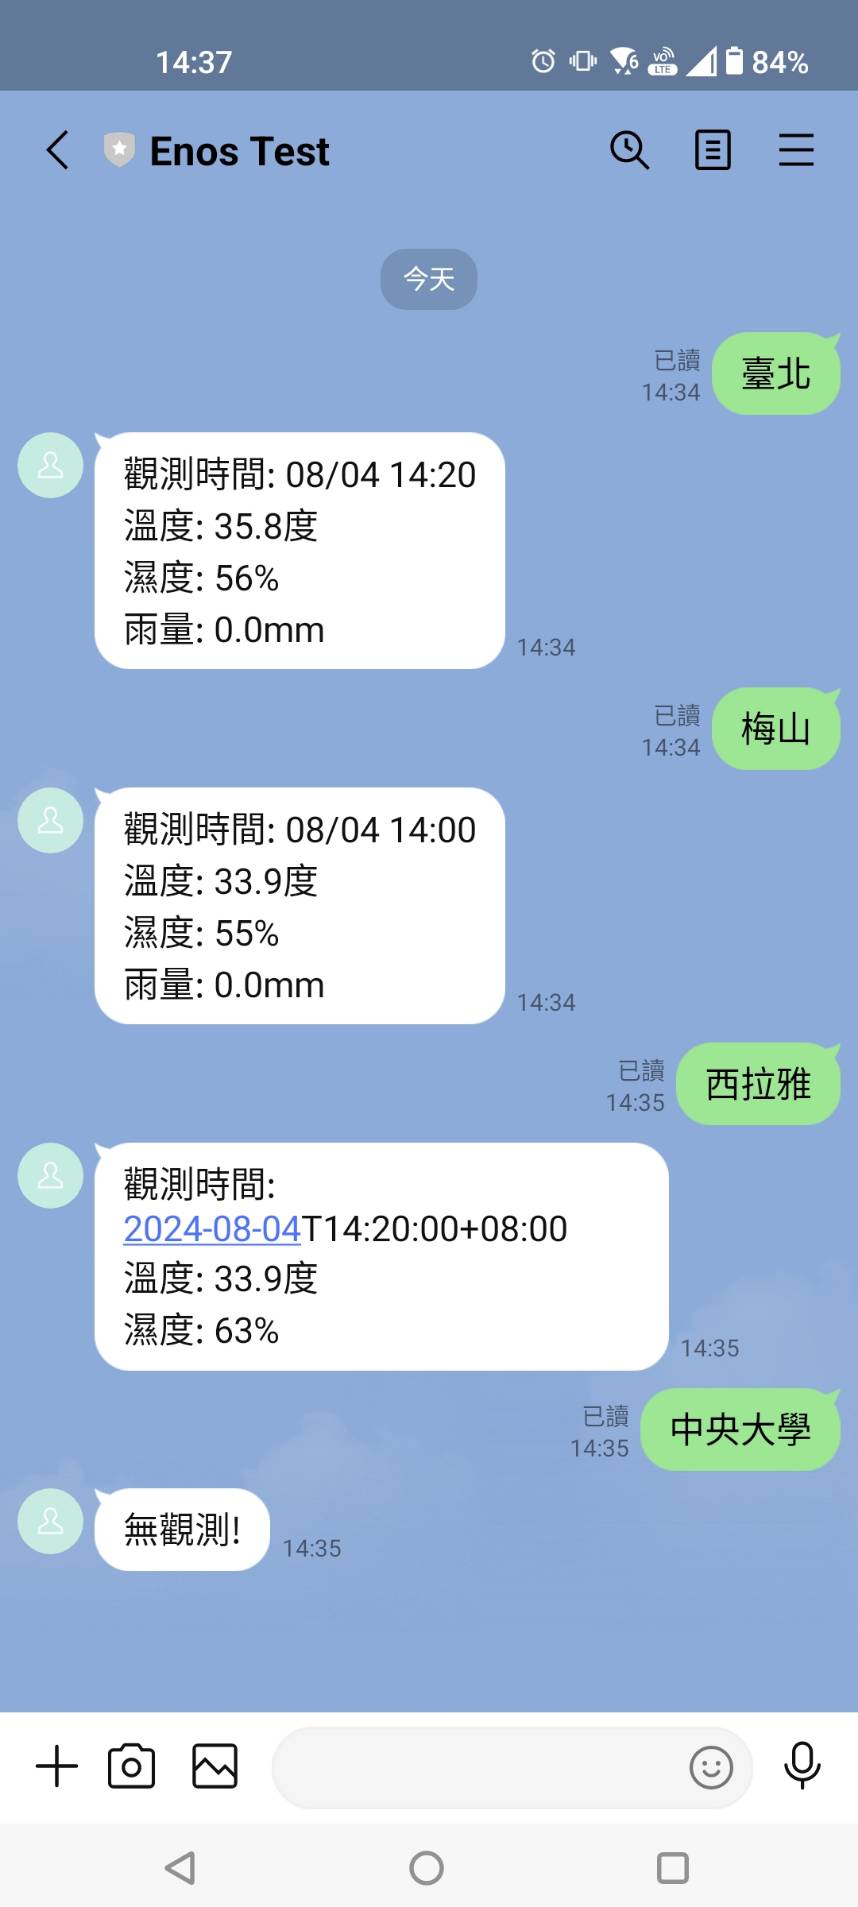 14:37
VO
LTE
6
84%
Enos Test
今天
已讀
14:34
臺北
觀測時間: 08/04 14:20
溫度: 35.8度
濕度: 56%
雨量: 0.0mm
14:34
已讀
14:34
梅山
觀測時間: 08/04 14:00
溫度: 33.9度
濕度: 55%
雨量: 0.0mm
14:34
已讀
14:35
西拉雅
觀測時間:
2024-08-04T14:20:00+08:00
溫度: 33.9度
濕度: 63%
14:35
已讀
14:35
中央大學
無觀測!
14:35